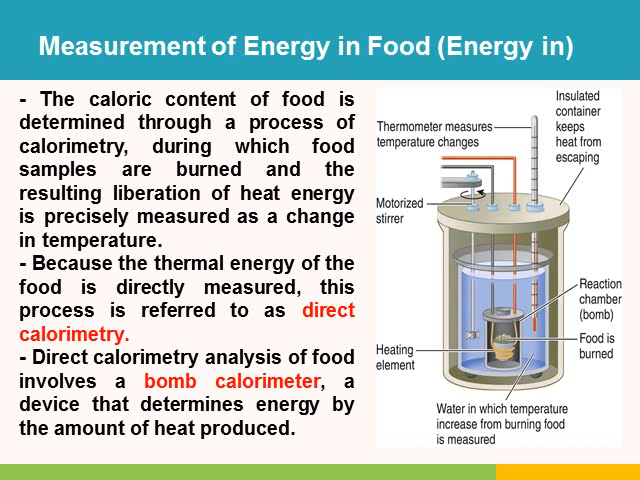 Measurement of Energy in Food (Energy in)
- The caloric content of food is
determined through a process of
calorimetry, during which food
samples are burned and the
resulting liberation of heat energy
is precisely measured as a change
in temperature.
- Because the thermal energy of the
food is directly measured, this
process is referred to as direct
calorimetry.
- Direct calorimetry analysis of food
involves a bomb calorimeter, a
device that determines energy by
the amount of heat produced.
Insulated
container
keeps
heat from
escaping
Thermometer measures
temperature changes
Motorized
stirrer
Reaction
chamber
(bomb)
Food is
burned
Heating
element
Water in which temperature
increase from burning food
is measured